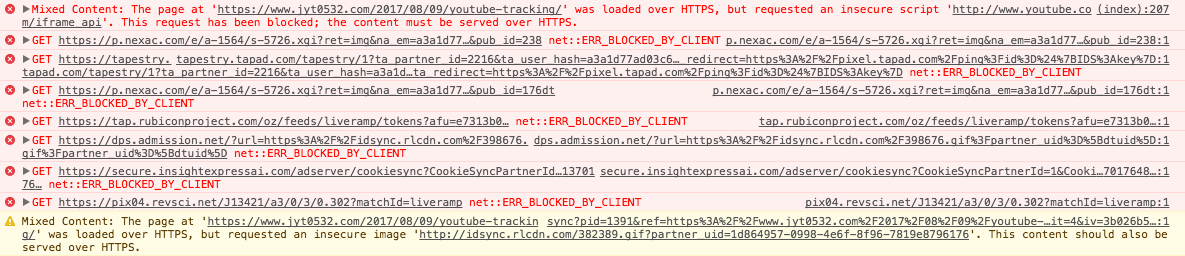 Mixed Content: The page at 'https://www.jyt0532.com/2017/08/09/youtube-tracking/' was loaded over HTTPS, but requested an insecure script 'http://www.youtube.co (index):207
m/iframe_api'. This request has been blocked; the content must be served over HTTPS.
GET https://p.nexac.com/e/a-1564/s-5726.xgi?ret=img&na_em=a3a1d77…&pub_id=238 net::ERR_BLOCKED_BY_CLIENT p.nexac.com/e/a-1564/s-5726.xgi?ret=img&na_em=a3a1d77…&pub_id=238:1
GET https://tapestry. tapestry.tapad.com/tapestry/1?ta_partner_id=2216&ta_user_hash=a3a1d77ad03c6…_redirect=https%3A%2F%2Fpixel.tapad.com%2Fping%3Fid%3D%24%7BIDS%3Akey%7D:1
tapad.com/tapestry/1?ta_partner_id=2216&ta_user_hash=a3a1d…ta_redirect=https%3A%2F%2Fpixel.tapad.com%2Fping%3Fid%3D%24%7BIDS%3Akey%7D net::ERR_BLOCKED_BY_CLIENT
GET https://p.nexac.com/e/a-1564/s-5726.xgi?ret=img&na_em=a3a1d77…&pub_id=176dt p.nexac.com/e/a-1564/s-5726.xgi?ret=img&na_em=a3a1d77…&pub_id=176dt:1
net::ERR_BLOCKED_BY_CLIENT
GET https://tap.rubiconproject.com/oz/feeds/liveramp/tokens?afu=e7313b0… net::ERR_BLOCKED_BY_CLIENT tap.rubiconproject.com/oz/feeds/liveramp/tokens?afu=e7313b0…:1
GET https://dps.admission.net/?url=https%3A%2F%2Fidsync.rlcdn.com%2F398676. dps.admission.net/?url=https%3A%2F%2Fidsync.rlcdn.com%2F398676.gif%3Fpartner_uid%3D%5Bdtuid%5D:1
gif%3Fpartner_uid%3D%5Bdtuid%5D net::ERR_BLOCKED_BY_CLIENT
GET https://secure.insightexpressai.com/adserver/cookiesync?CookieSyncPartnerId…13701 secure.insightexpressai.com/adserver/cookiesync?CookieSyncPartnerId=1&Cooki…7017648…:1
76… net::ERR_BLOCKED_BY_CLIENT
GET https://pix04.revsci.net/J13421/a3/0/3/0.302?matchId=liveramp net::ERR_BLOCKED_BY_CLIENT pix04.revsci.net/J13421/a3/0/3/0.302?matchId=liveramp:1
Mixed Content: The page at 'https://www.jyt0532.com/2017/08/09/youtube-trackin sync?pid=1391&ref=https%3A%2F%2Fwww.jyt0532.com%2F2017%2F08%2F09%2Fyoutube-…it=4&iv=3b026b5…:1
g/' was loaded over HTTPS, but requested an insecure image 'http://idsync.rlcdn.com/382389.gif?partner_uid=1d864957-0998-4e6f-8f96-7819e8796176'. This content should also be
served over HTTPS.